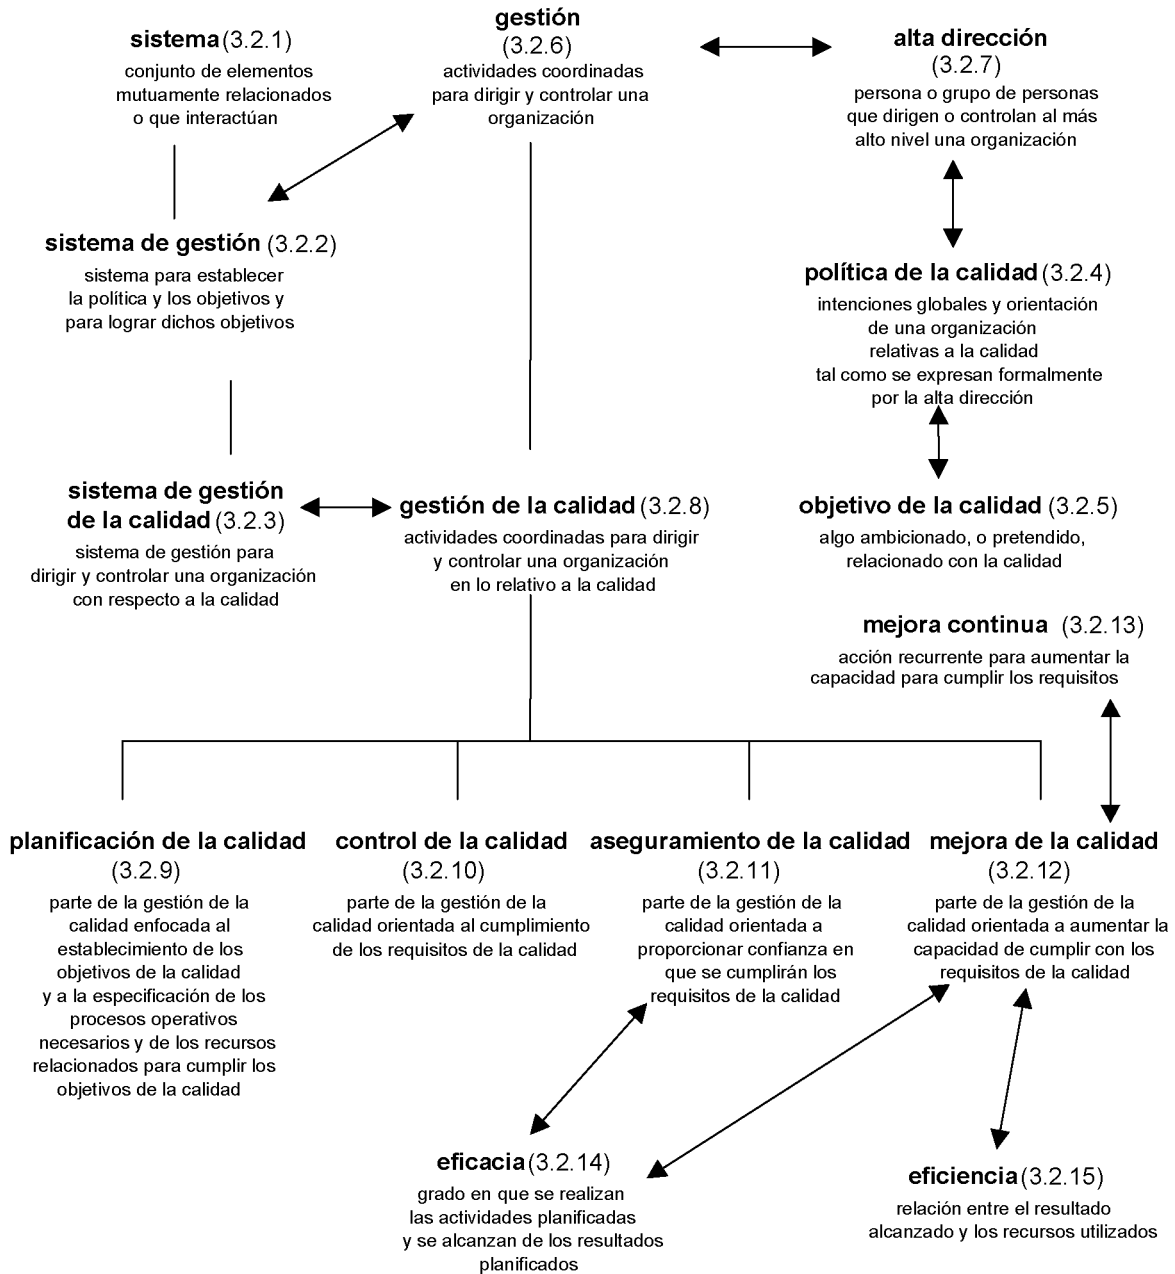 sistema (3.2.1)
conjunto de elementos
mutuamente relacionados
o que interactúan
gestión
(3.2.6)
actividades coordinadas
para dirigir y controlar una
organización
alta dirección
(3.2.7)
persona o grupo de personas
que dirigen o controlan al más
alto nivel una organización
sistema de gestión (3.2.2)
sistema para establecer
la política y los objetivos y
para lograr dichos objetivos
política de la calidad (3.2.4)
intenciones globales y orientación
de una organización
relativas a la calidad
tal como se expresan formalmente
por la alta dirección
sistema de gestión
de la calidad (3.2.3)
sistema de gestión para
dirigir y controlar una organización
con respecto a la calidad
gestión de la calidad (3.2.8)
actividades coordinadas para dirigir
y controlar una organización
en lo relativo a la calidad
objetivo de la calidad (3.2.5)
algo ambicionado, o pretendido,
relacionado con la calidad
mejora continua (3.2.13)
acción recurrente para aumentar la
capacidad para cumplir los requisitos
planificación de la calidad
(3.2.9)
parte de la gestión de la
calidad enfocada al
establecimiento de los
objetivos de la calidad
y a la especificación de los
procesos operativos
necesarios y de los recursos
relacionados para cumplir los
objetivos de la calidad
control de la calidad
(3.2.10)
parte de la gestión de la
calidad orientada al cumplimiento
de los requisitos de la calidad
aseguramiento de la calidad
(3.2.11)
parte de la gestión de la
calidad orientada a
proporcionar confianza en
que se cumplirán los
requisitos de la calidad
mejora de la calidad
(3.2.12)
parte de la gestión de la
calidad orientada a aumentar la
capacidad de cumplir con los
requisitos de la calidad
eficacia (3.2.14)
grado en que se realizan
las actividades planificadas
y se alcanzan de los resultados
planificados
eficiencia (3.2.15)
relación entre el resultado
alcanzado y los recursos utilizados